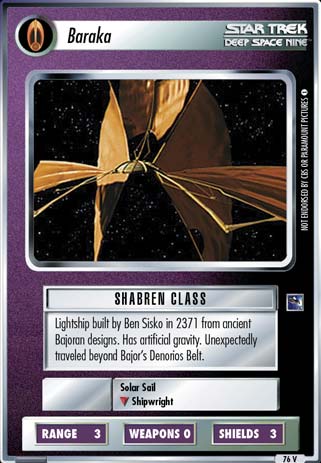 Baraka
STAR TREK
DEEP SPACE NINE
NOT ENDORSED BY CBS OR PARAMOUNT PICTURES
SHABREN CLASS
Lightship built by Ben Sisko in 2371 from ancient
Bajoran designs. Has artificial gravity. Unexpectedly
traveled beyond Bajor's Denorios Belt.
Solar Sail
Shipwright
RANGE 3 WEAPONS 0 SHIELDS 3
76 V